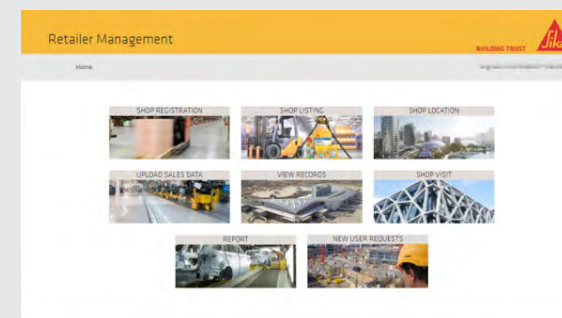 Retailer Management
BUILDING TRUST
Sika
Home
SHOP REGISTRATION
SHOP LISTING
SHOP LOCATION
UPLOAD SALES DATA
VIEW RECORDS
SHOP VISIT
REPORT
NEW USER REQUESTS